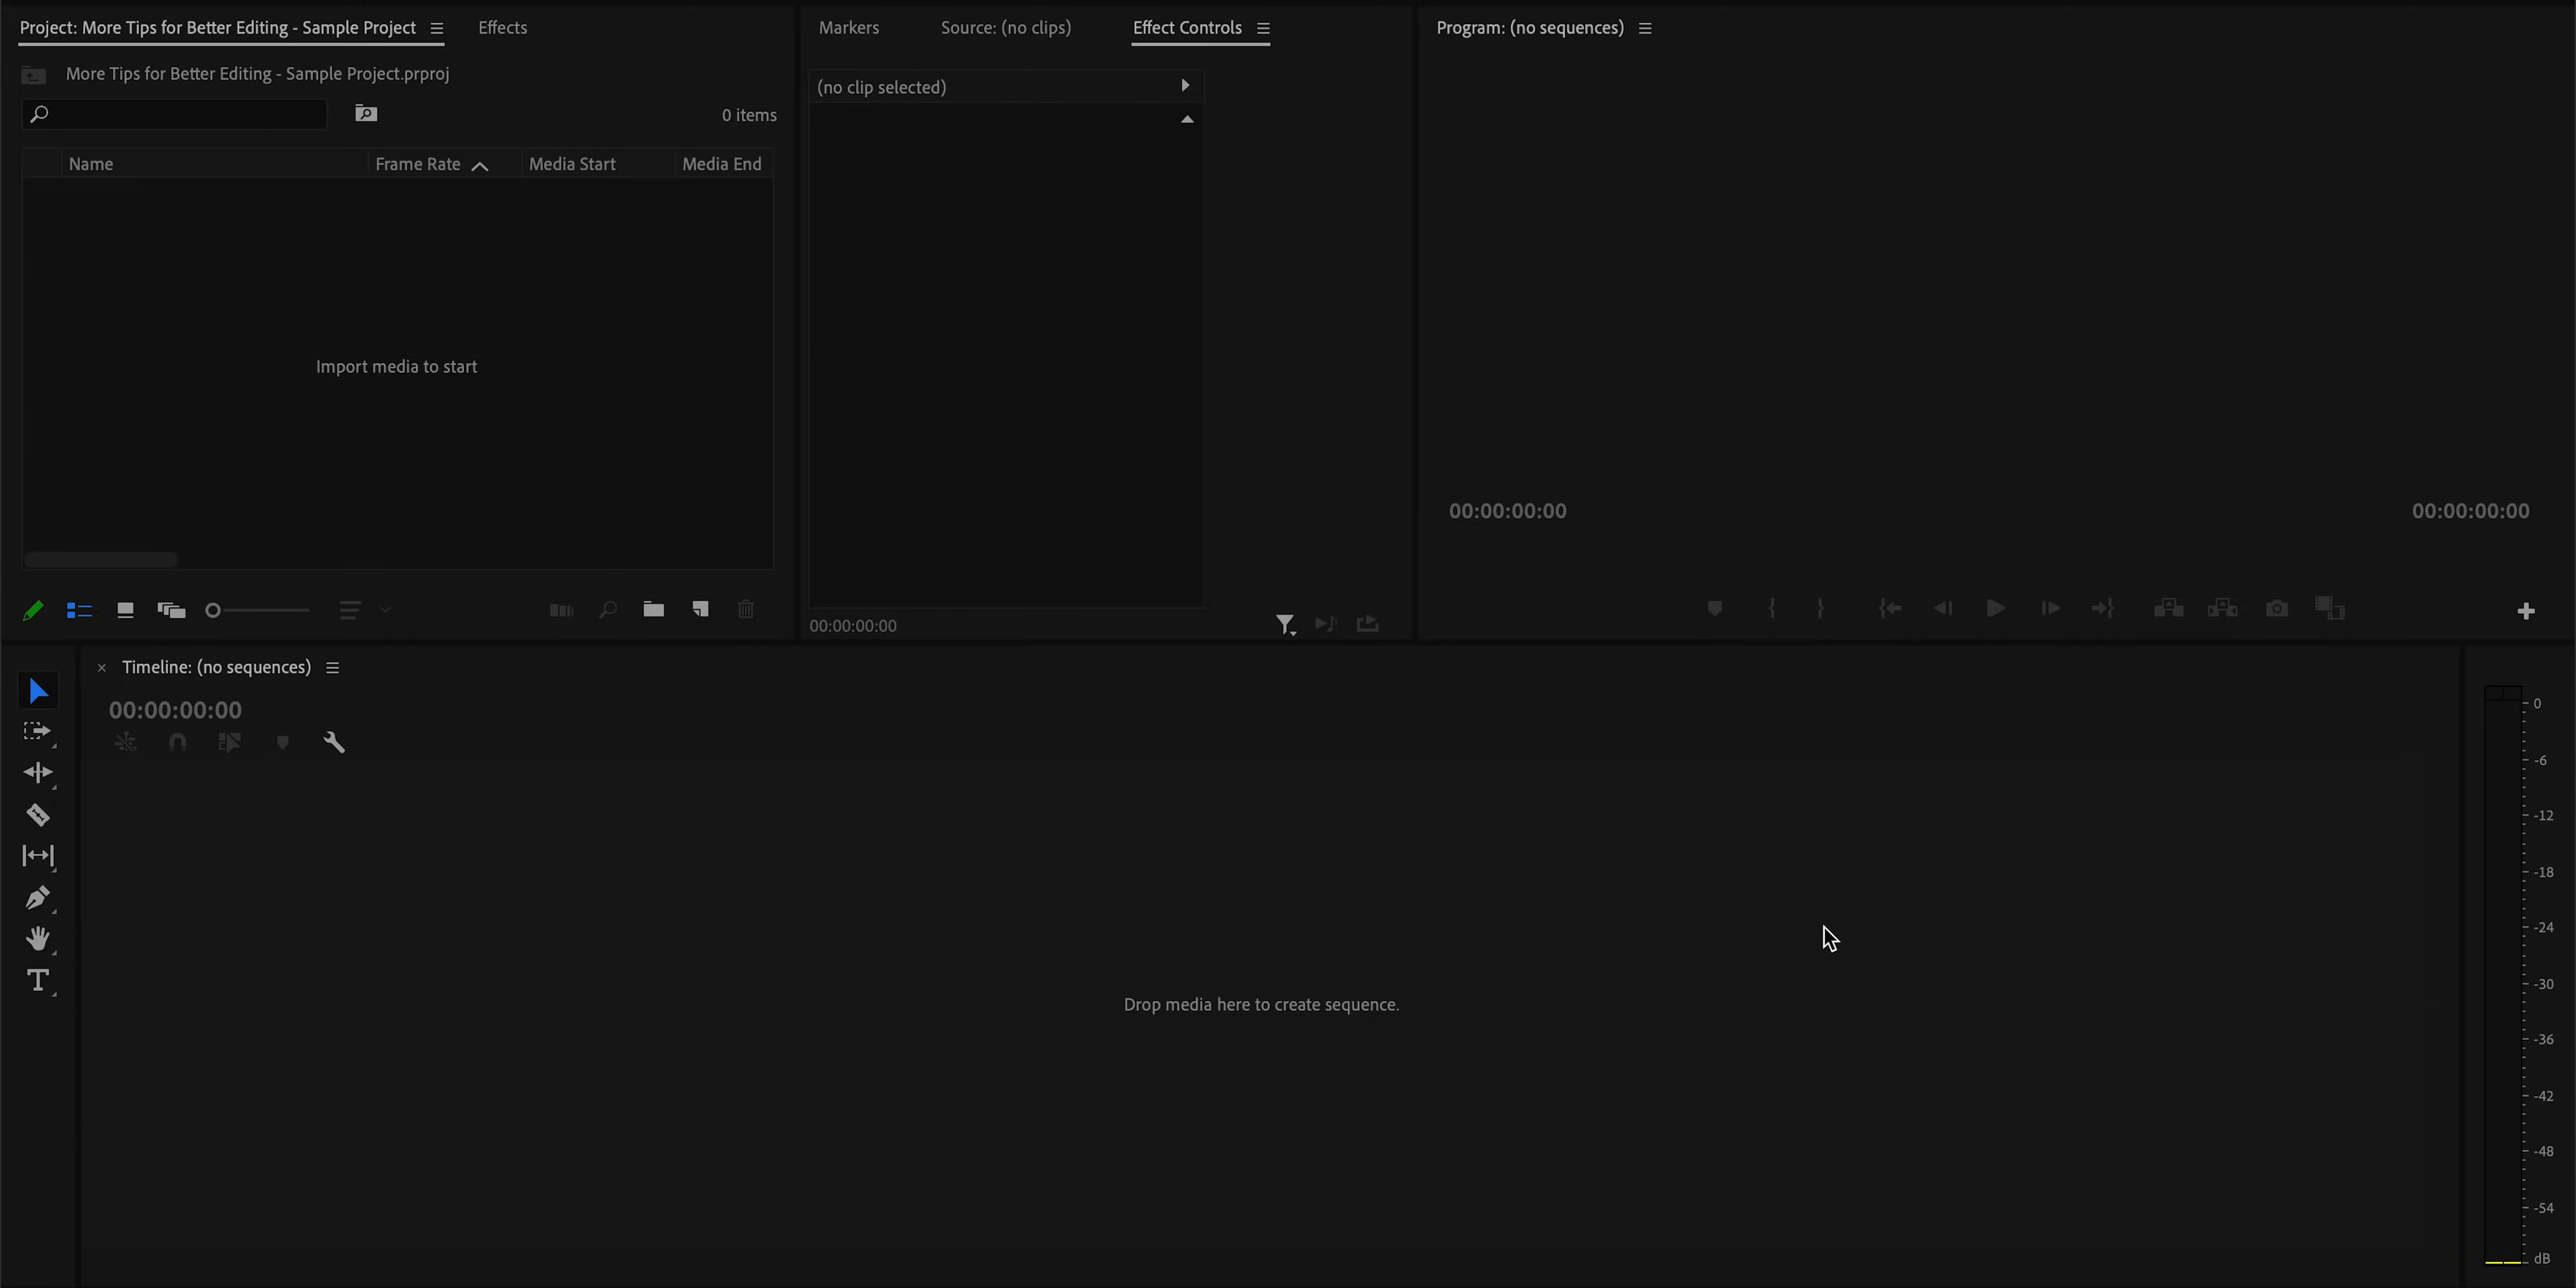 Project: More Tips for Better Editing - Sample Project
Effects
More Tips for Better Editing - Sample Project.prproj
0 items
Name
Frame Rate
Media Start
Media End
Import media to start
Markers
Source: (no clips)
Effect Controls
(no clip selected)
00:00:00:00
Program: (no sequences)
00:00:00:00
00:00:00:00
Timeline: (no sequences)
00:00:00:00
Drop media here to create sequence.
0
-6
-12
-18
-24
-30
-36
-42
-48
-54
dB